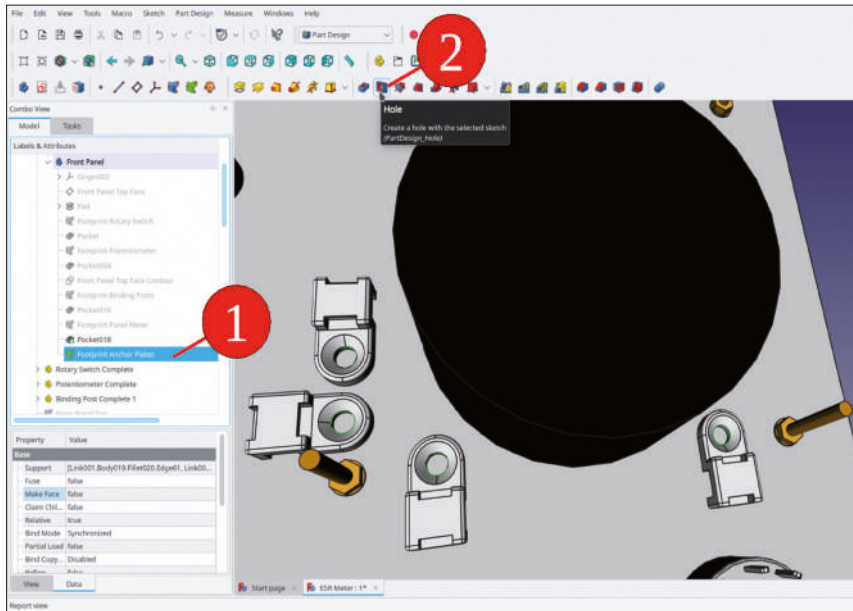 File Edit View Tools Macro Sketch Part Design Measure Windows Help
Part Design
2
Combo View
Hole
Create a hole with the selected sketch
(PartDesign_Hole)
Model Tasks
Labels & Attributes
Front Panel
Origin002
Front Panel Top Face
Pad
Footprint Rotary Switch
Pocket
Footprint Potentiometer
Pocket004
Front Panel Top Face Contour
Footprint Binding Posts
Pocket016
Footprint Panel Meter
1
Pocket018
Footprint Anchor Plates
Rotary Switch Complete
Potentiometer Complete
Binding Post Complete 1
Property Value
Base
Support [Link001.Body019.Fillet020.Edge61, Link00...
Fuse false
Make Face false
Claim Chil... false
Relative true
Bind Mode Synchronized
Partial Load false
Bind Copy... Disabled
View Data
Start page
ESR Meter : 1*
Report view